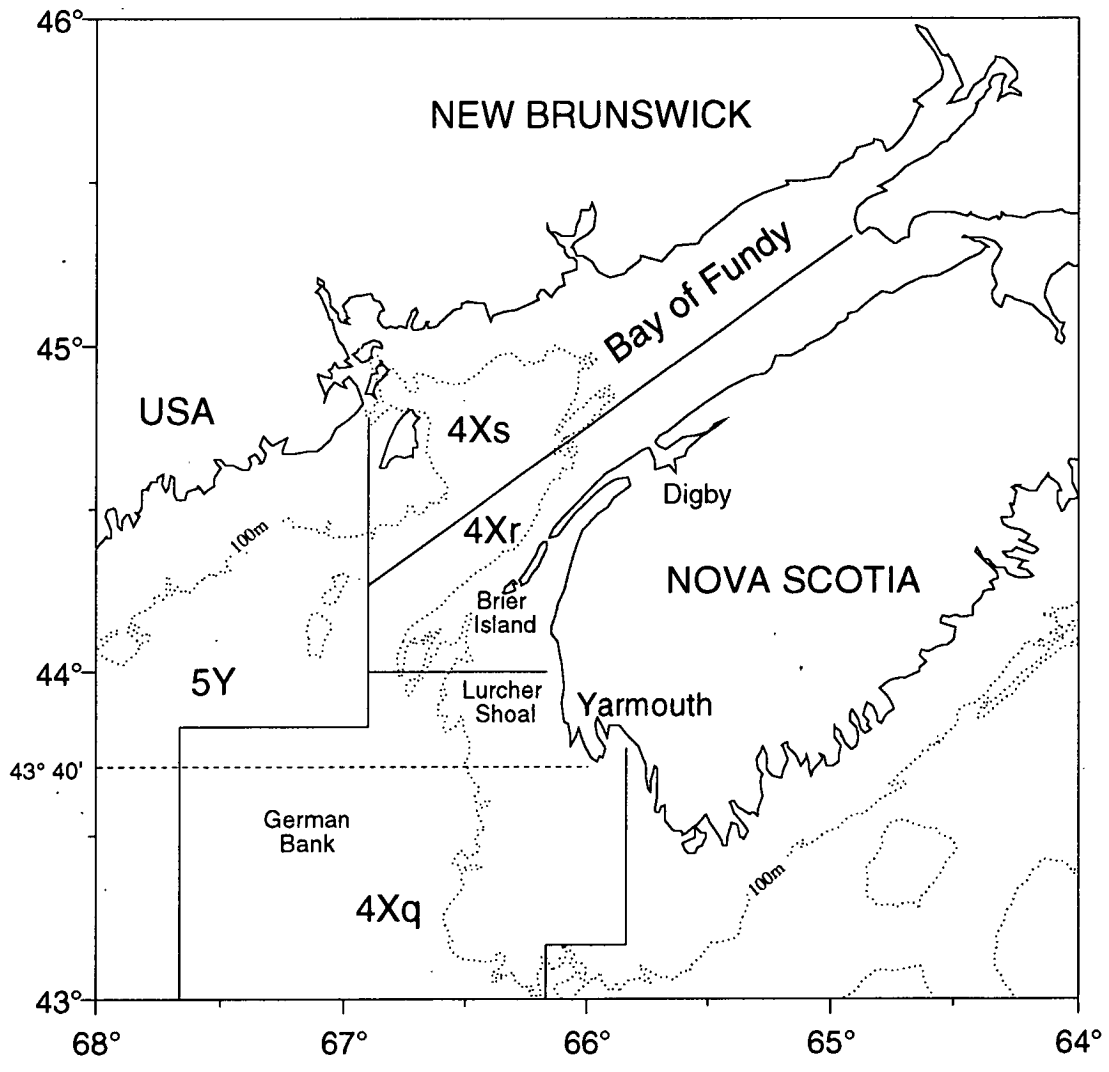 46°
NEW BRUNSWICK
Bay of Fundy
45°
USA
4Xs
Digby
4Xr
100m
NOVA SCOTIA
Brier
Island
44°
5Y
Lurcher
Shoal
Yarmouth
43° 40'
German
Bank
100m
4Xq
43°
68°
67°
66°
65°
64°